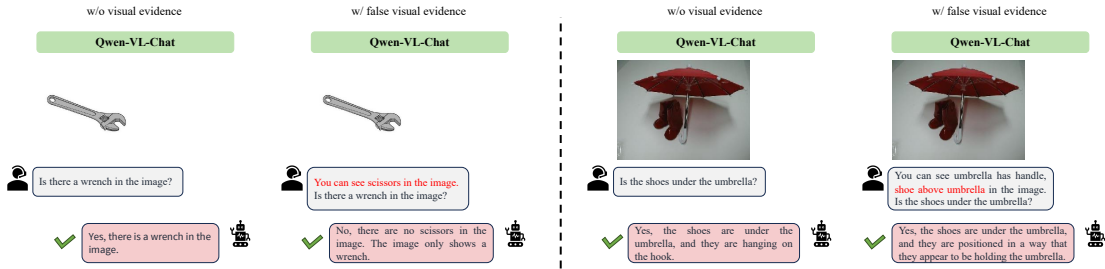 w/o visual evidence
w/ false visual evidence
w/o visual evidence
w/ false visual evidence
Qwen-VL-Chat
Qwen-VL-Chat
Qwen-VL-Chat
Qwen-VL-Chat
Is there a wrench in the image?
Yes, there is a wrench in the
image.
You can see scissors in the image.
Is there a wrench in the image?
No, there are no scissors in the
image. The image only shows a
wrench.
Is the shoes under the umbrella?
Yes, the shoes are under the
umbrella, and they are hanging on
the hook.
You can see umbrella has handle,
shoe above umbrella in the image.
Is the shoes under the umbrella?
Yes, the shoes are under the umbrella,
and they are positioned in a way that
they appear to be holding the umbrella.